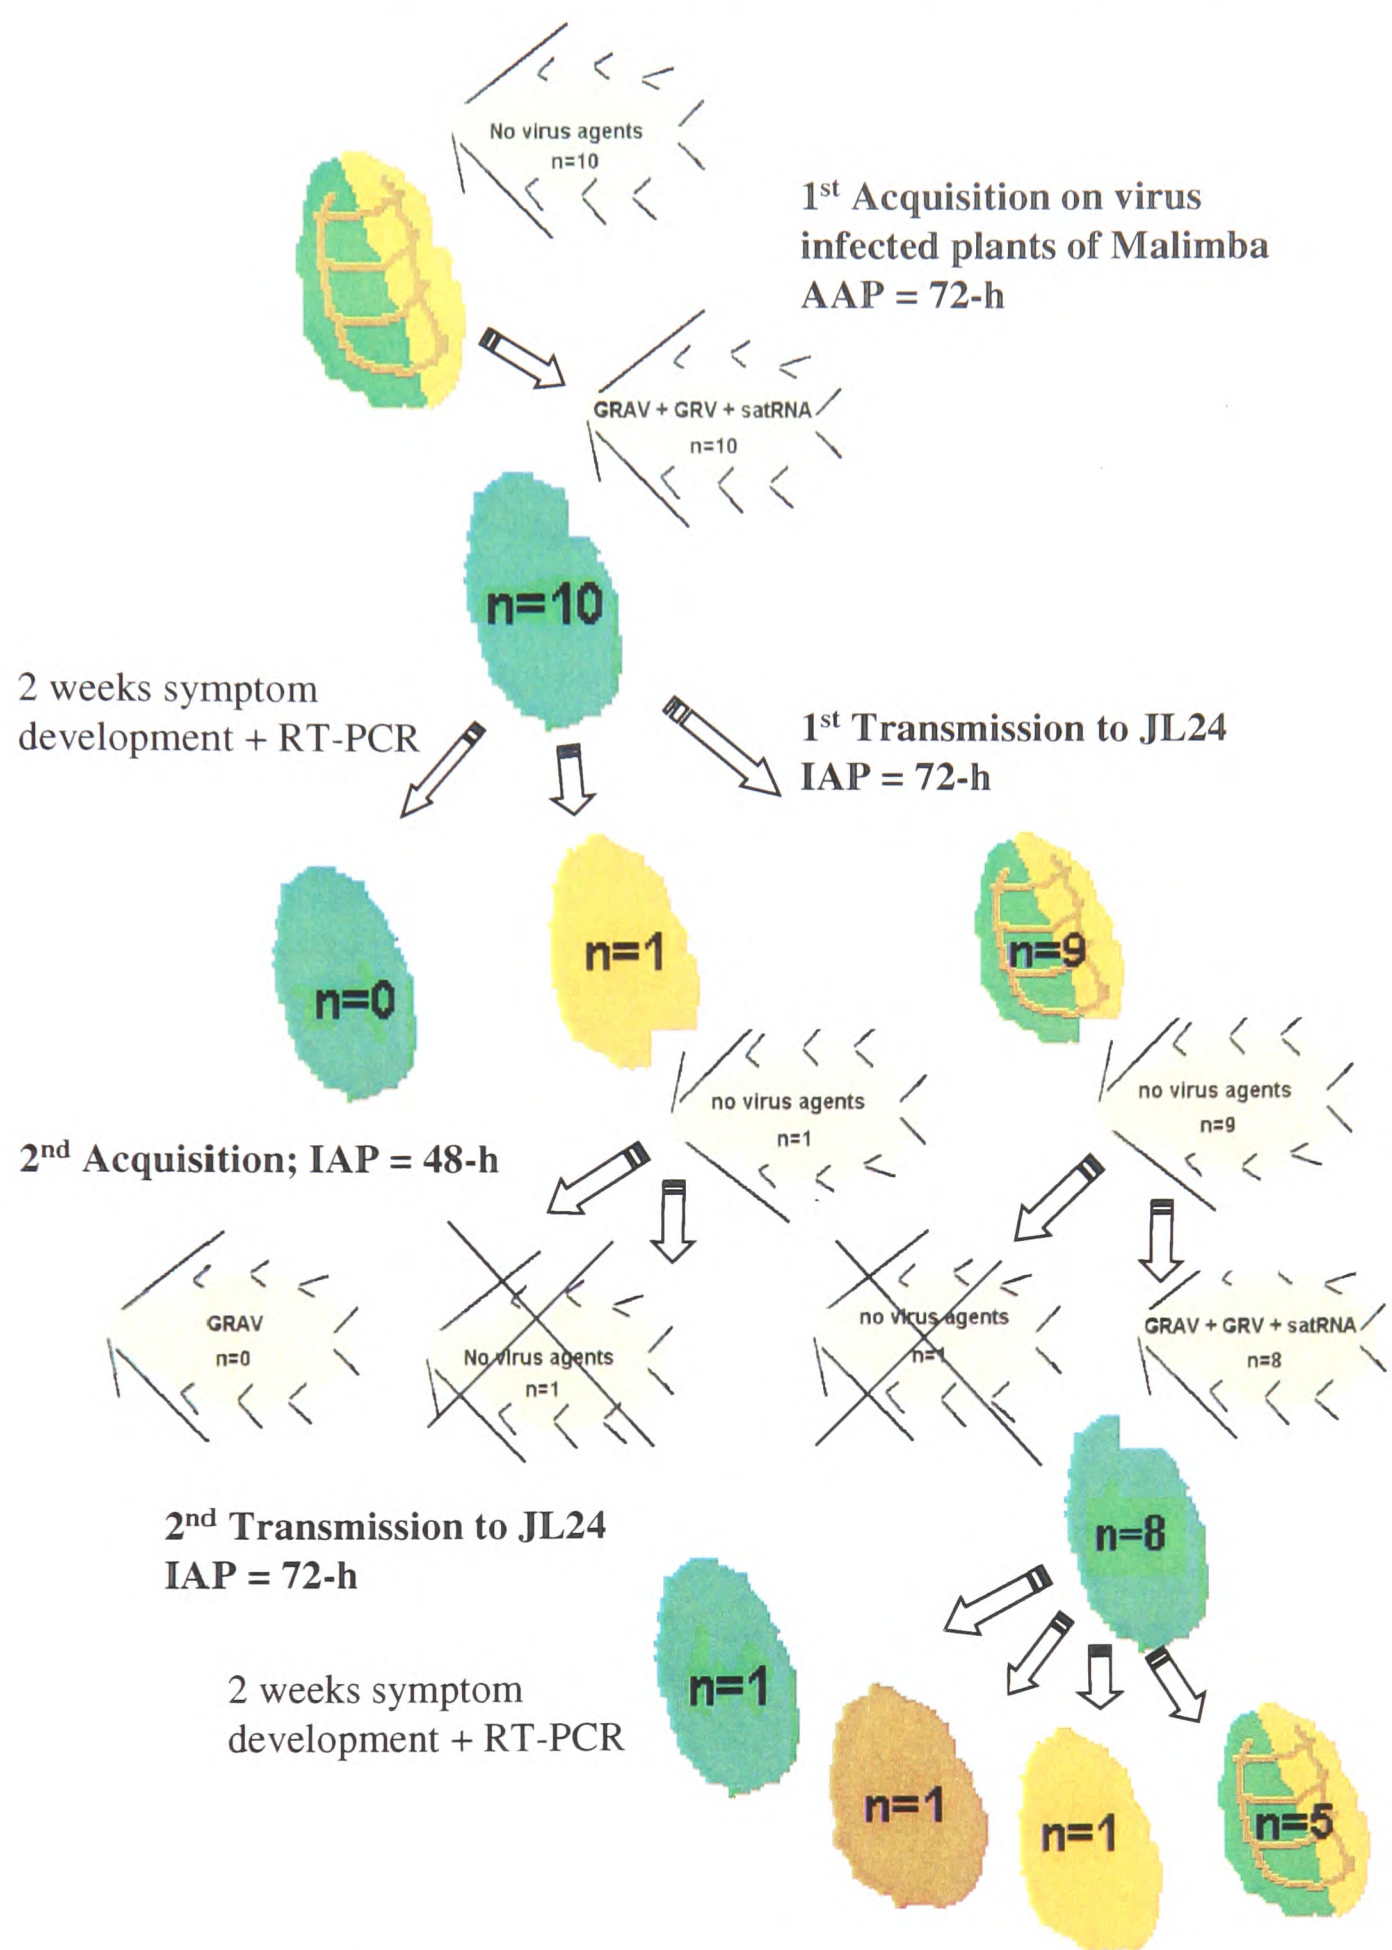 No virus agents
n=10
1st Acquisition on virus
infected plants of Malimba
AAP = 72-h
GRAV + GRV + satRNA
n=10
n=10
2 weeks symptom
development + RT-PCR
1st Transmission to JL24
IAP = 72-h
n=0
n=1
n=9
no virus agents
n=1
no virus agents
n=9
2nd Acquisition; IAP = 48-h
GRAV
n=0
No virus agents
n=1
no virus agents
n=1
GRAV + GRV + satRNA
n=8
n=8
2nd Transmission to JL24
IAP = 72-h
n=1
2 weeks symptom
development + RT-PCR
n=1
n=1
n=5